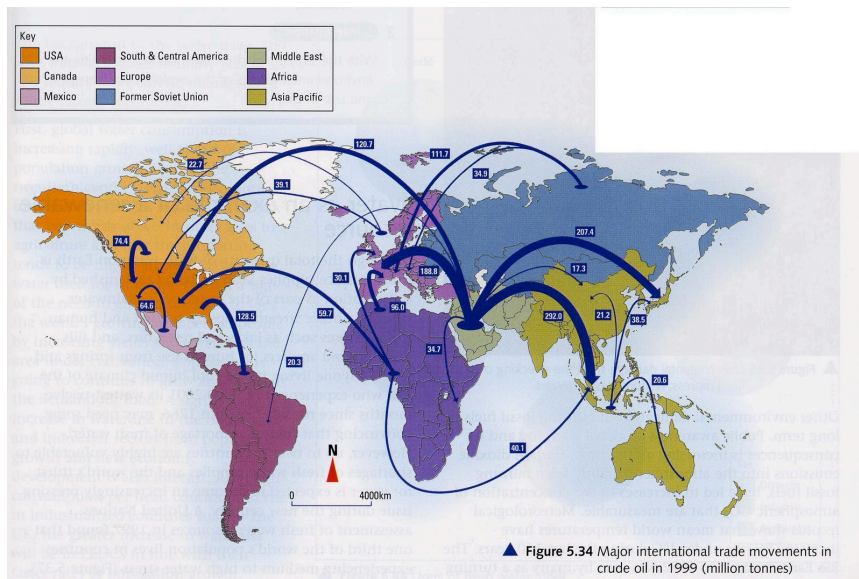 Key
USA
South & Central America
Middle East
Canada
Europe
Africa
Mexico
Former Soviet Union
Asia Pacific
120.7
111.7
22.7
34.9
39.1
207.4
74.4
188.8
17.3
30.1
64.6
96.0
59.7
128.5
292.0
21.2
38.5
34.7
20.3
20.6
N
40.1
0 4000km
▲ Figure 5.34 Major international trade movements in
crude oil in 1999 (million tonnes)